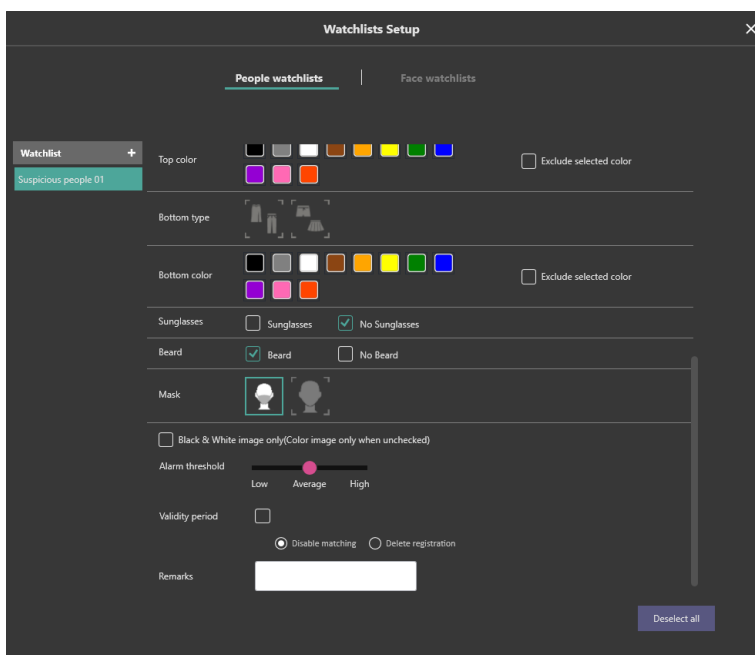 Watchlists Setup
People watchlists
Face watchlists
Watchlist +
Suspicious people 01
Top color
Exclude selected color
Bottom type
Bottom color
Exclude selected color
Sunglasses
Sunglasses
No Sunglasses
Beard
Beard
No Beard
Mask
Black & White image only(Color image only when unchecked)
Alarm threshold
Low Average High
Validity period
Disable matching
Delete registration
Remarks
Deselect all